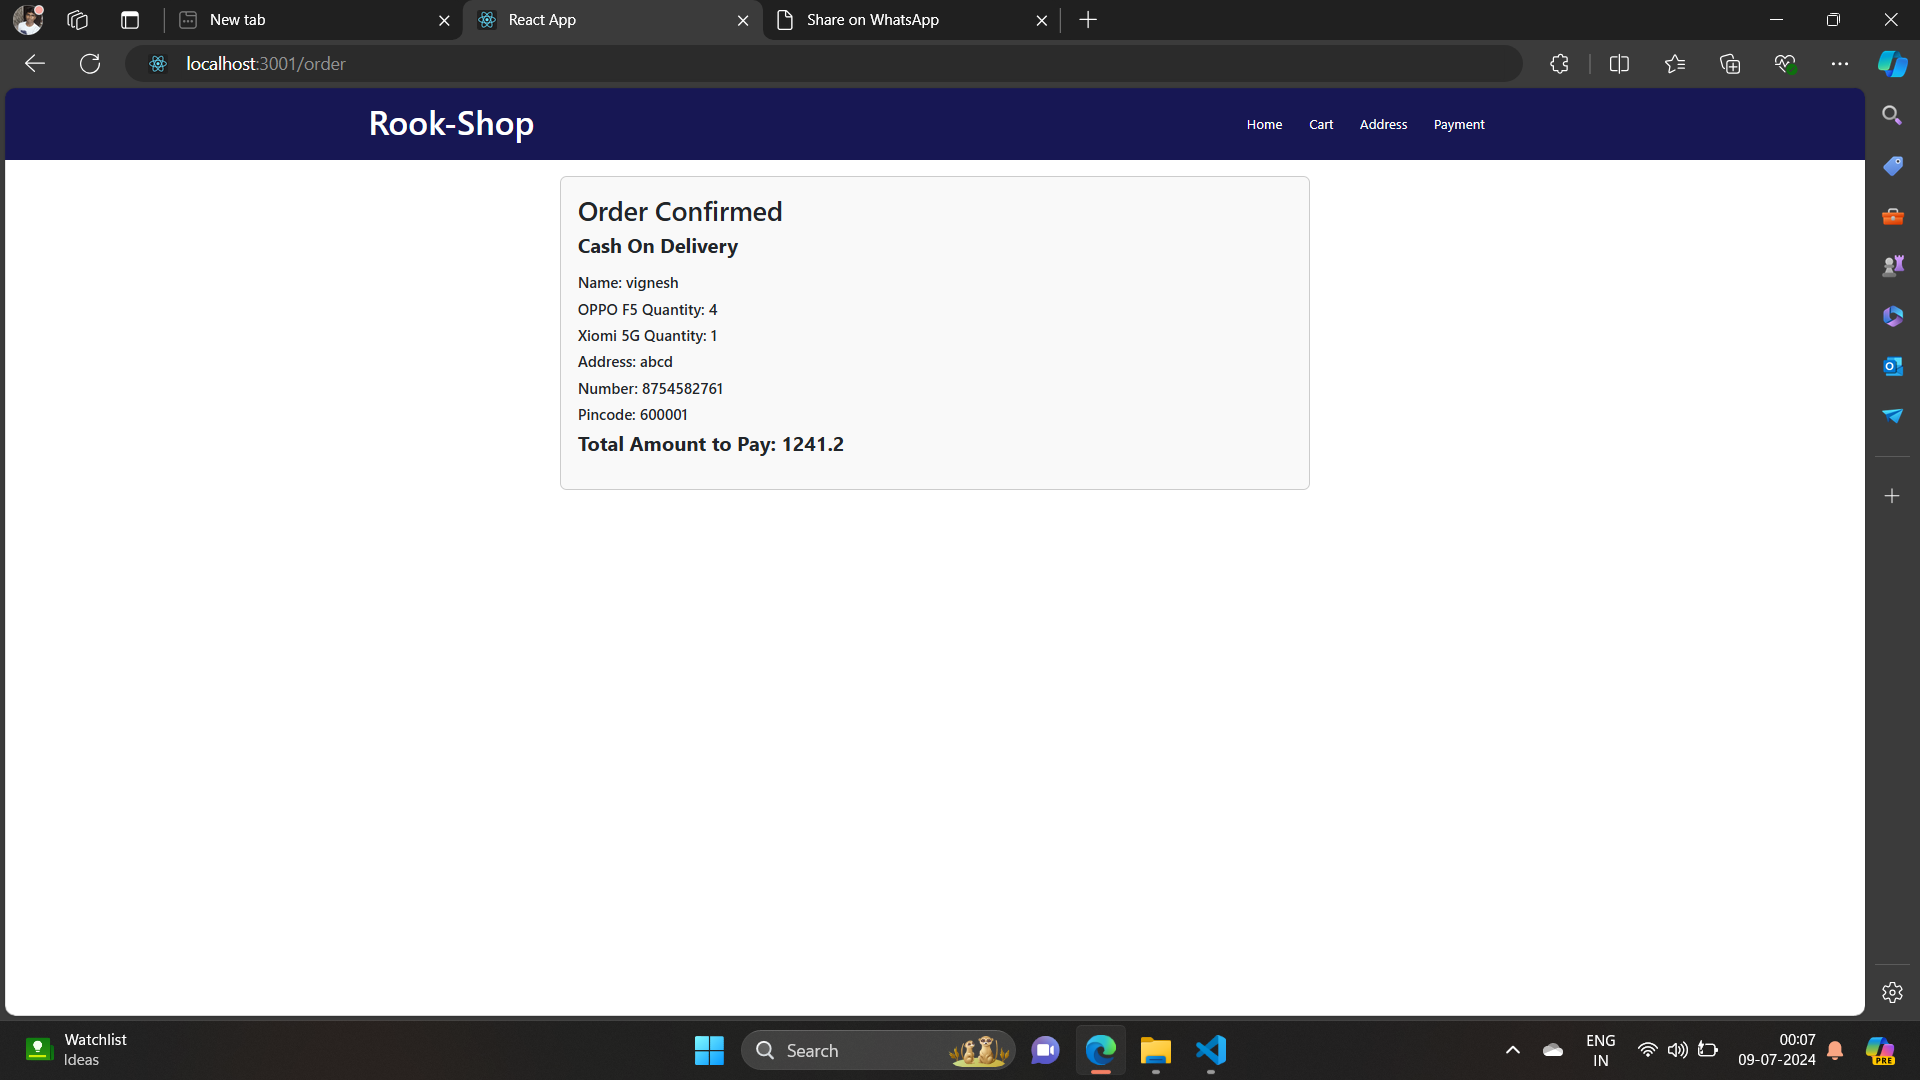 New tab
React App
Share on WhatsApp
localhost:3001/order
Rook-Shop
Home Cart Address Payment
Order Confirmed
Cash On Delivery
Name: vignesh
OPPO F5 Quantity: 4
Xiomi 5G Quantity: 1
Address: abcd
Number: 8754582761
Pincode: 600001
Total Amount to Pay: 1241.2
Watchlist
Ideas
Search
ENG
IN
00:07
09-07-2024
PRE